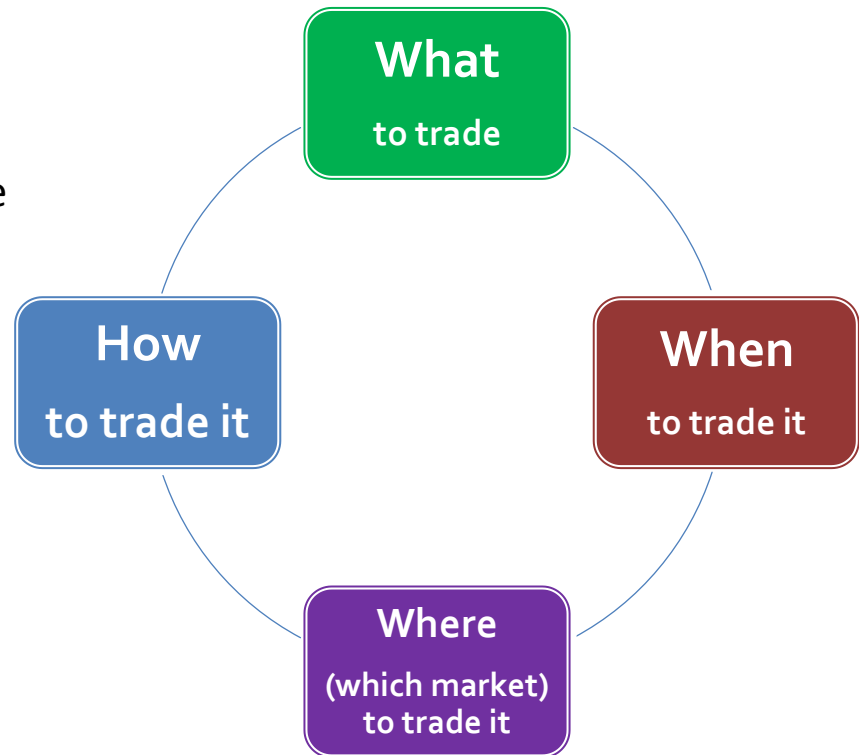 What
to trade
e
How
to trade it
When
to trade it
Where
(which market)
to trade it